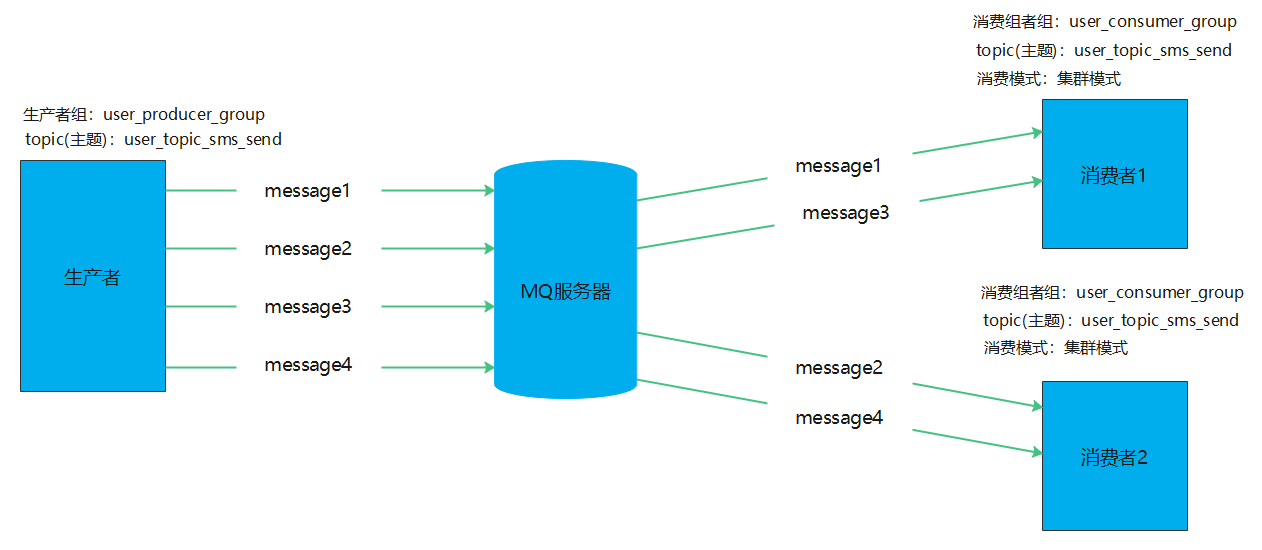 生产者组：user_producer_group
topic(主题)：user_topic_sms_send
生产者
message1
message2
message3
message4
MQ服务器
message1
message3
message2
message4
消费组者组：user_consumer_group
topic(主题)：user_topic_sms_send
消费模式：集群模式
消费者1
消费组者组：user_consumer_group
topic(主题)：user_topic_sms_send
消费模式：集群模式
消费者2